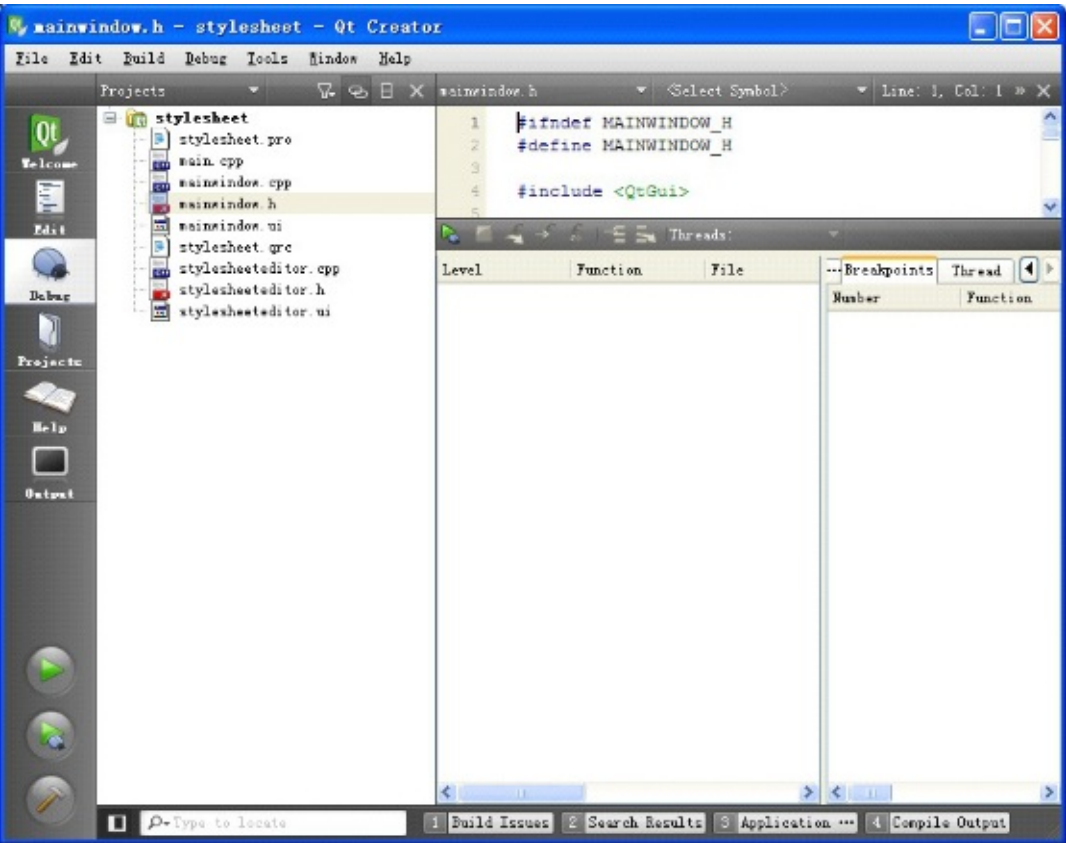 mainwindow.h - stylesheet - Qt Creator
File Edit Build Debug Tools Window Help
Projects
mainwindow.h <Select Symbol> Line: 1, Col: 1 »
Qt
Welcome
Edit
Debug
Projects
Help
Output
stylesheet
stylesheet.pro
main.cpp
mainwindow.cpp
mainwindow.h
mainwindow.ui
stylesheet.qrc
stylesheeteditor.cpp
stylesheeteditor.h
stylesheeteditor.ui
1 #ifndef MAINWINDOW_H
2 #define MAINWINDOW_H
3
4 #include <QtGui>
5
Threads:
Level Function File
... Breakpoints Thread
Number Function
Type to locate
1 Build Issues 2 Search Results 3 Application ... 4 Compile Output